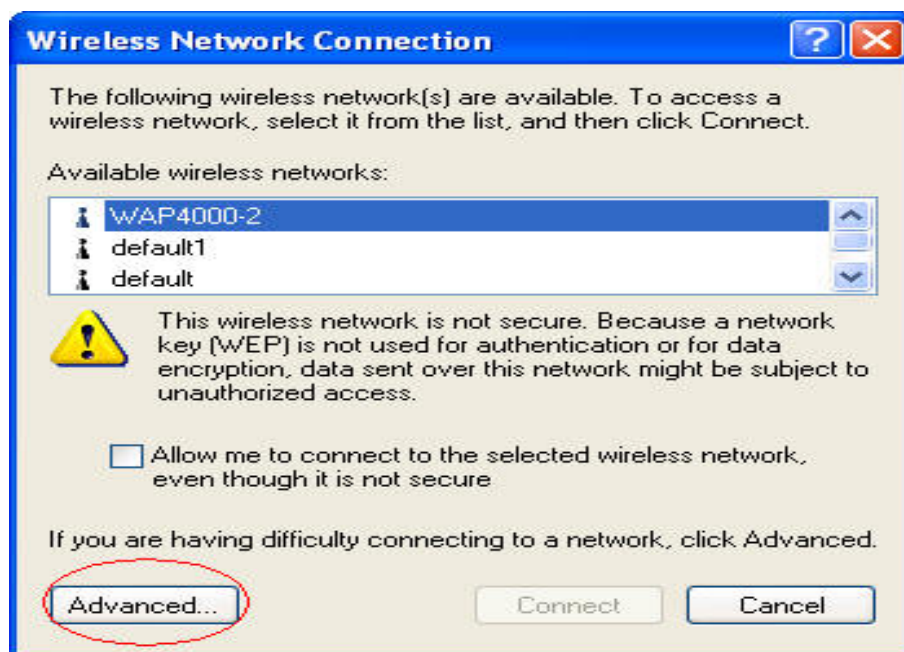 Wireless Network Connection
The following wireless network(s) are available. To access a
wireless network, select it from the list, and then click Connect.
Available wireless networks:
WAP4000-2
default1
default
This wireless network is not secure. Because a network
key (WEP) is not used for authentication or for data
encryption, data sent over this network might be subject to
unauthorized access.
Allow me to connect to the selected wireless network,
even though it is not secure
If you are having difficulty connecting to a network, click Advanced.
Advanced... Connect Cancel